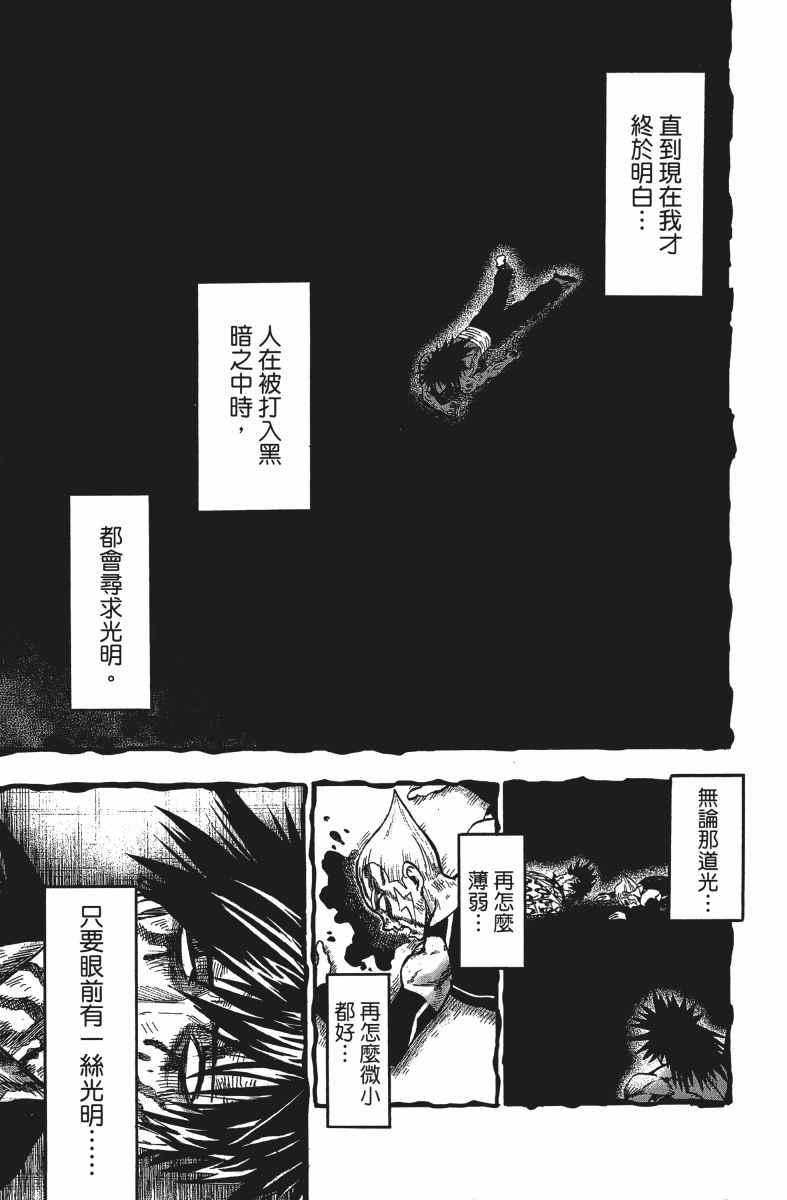 直到現在我才
終於明白…
人在被打入黑
暗之中時，
都會尋求光明。
無論那道光…
再怎麼
薄弱…
再怎麼微小
都好…
只要眼前有一絲光明……